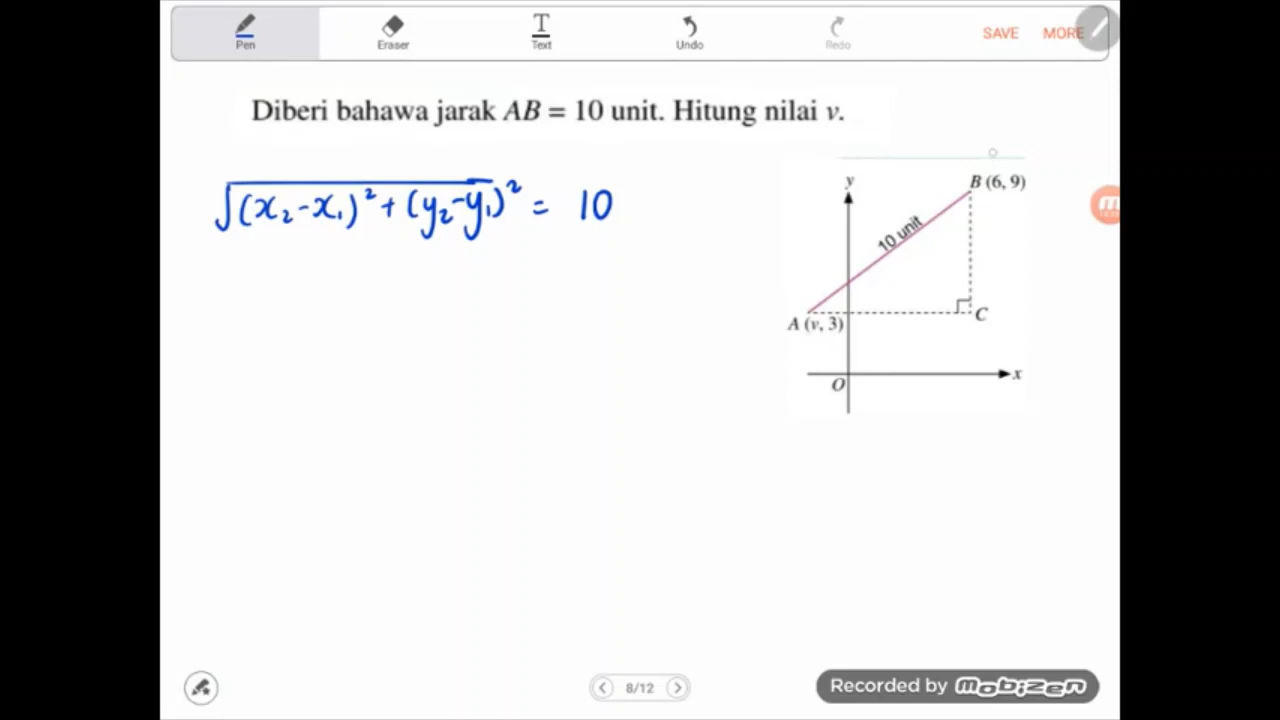 Pen Eraser Text Undo Redo SAVE MORE
Diberi bahawa jarak AB = 10 unit. Hitung nilai v.
√(x₂-x₁)² + (y₂-y₁)² = 10
y
B (6, 9)
10 unit
A (v, 3)
C
O
x
8/12
Recorded by mobizen